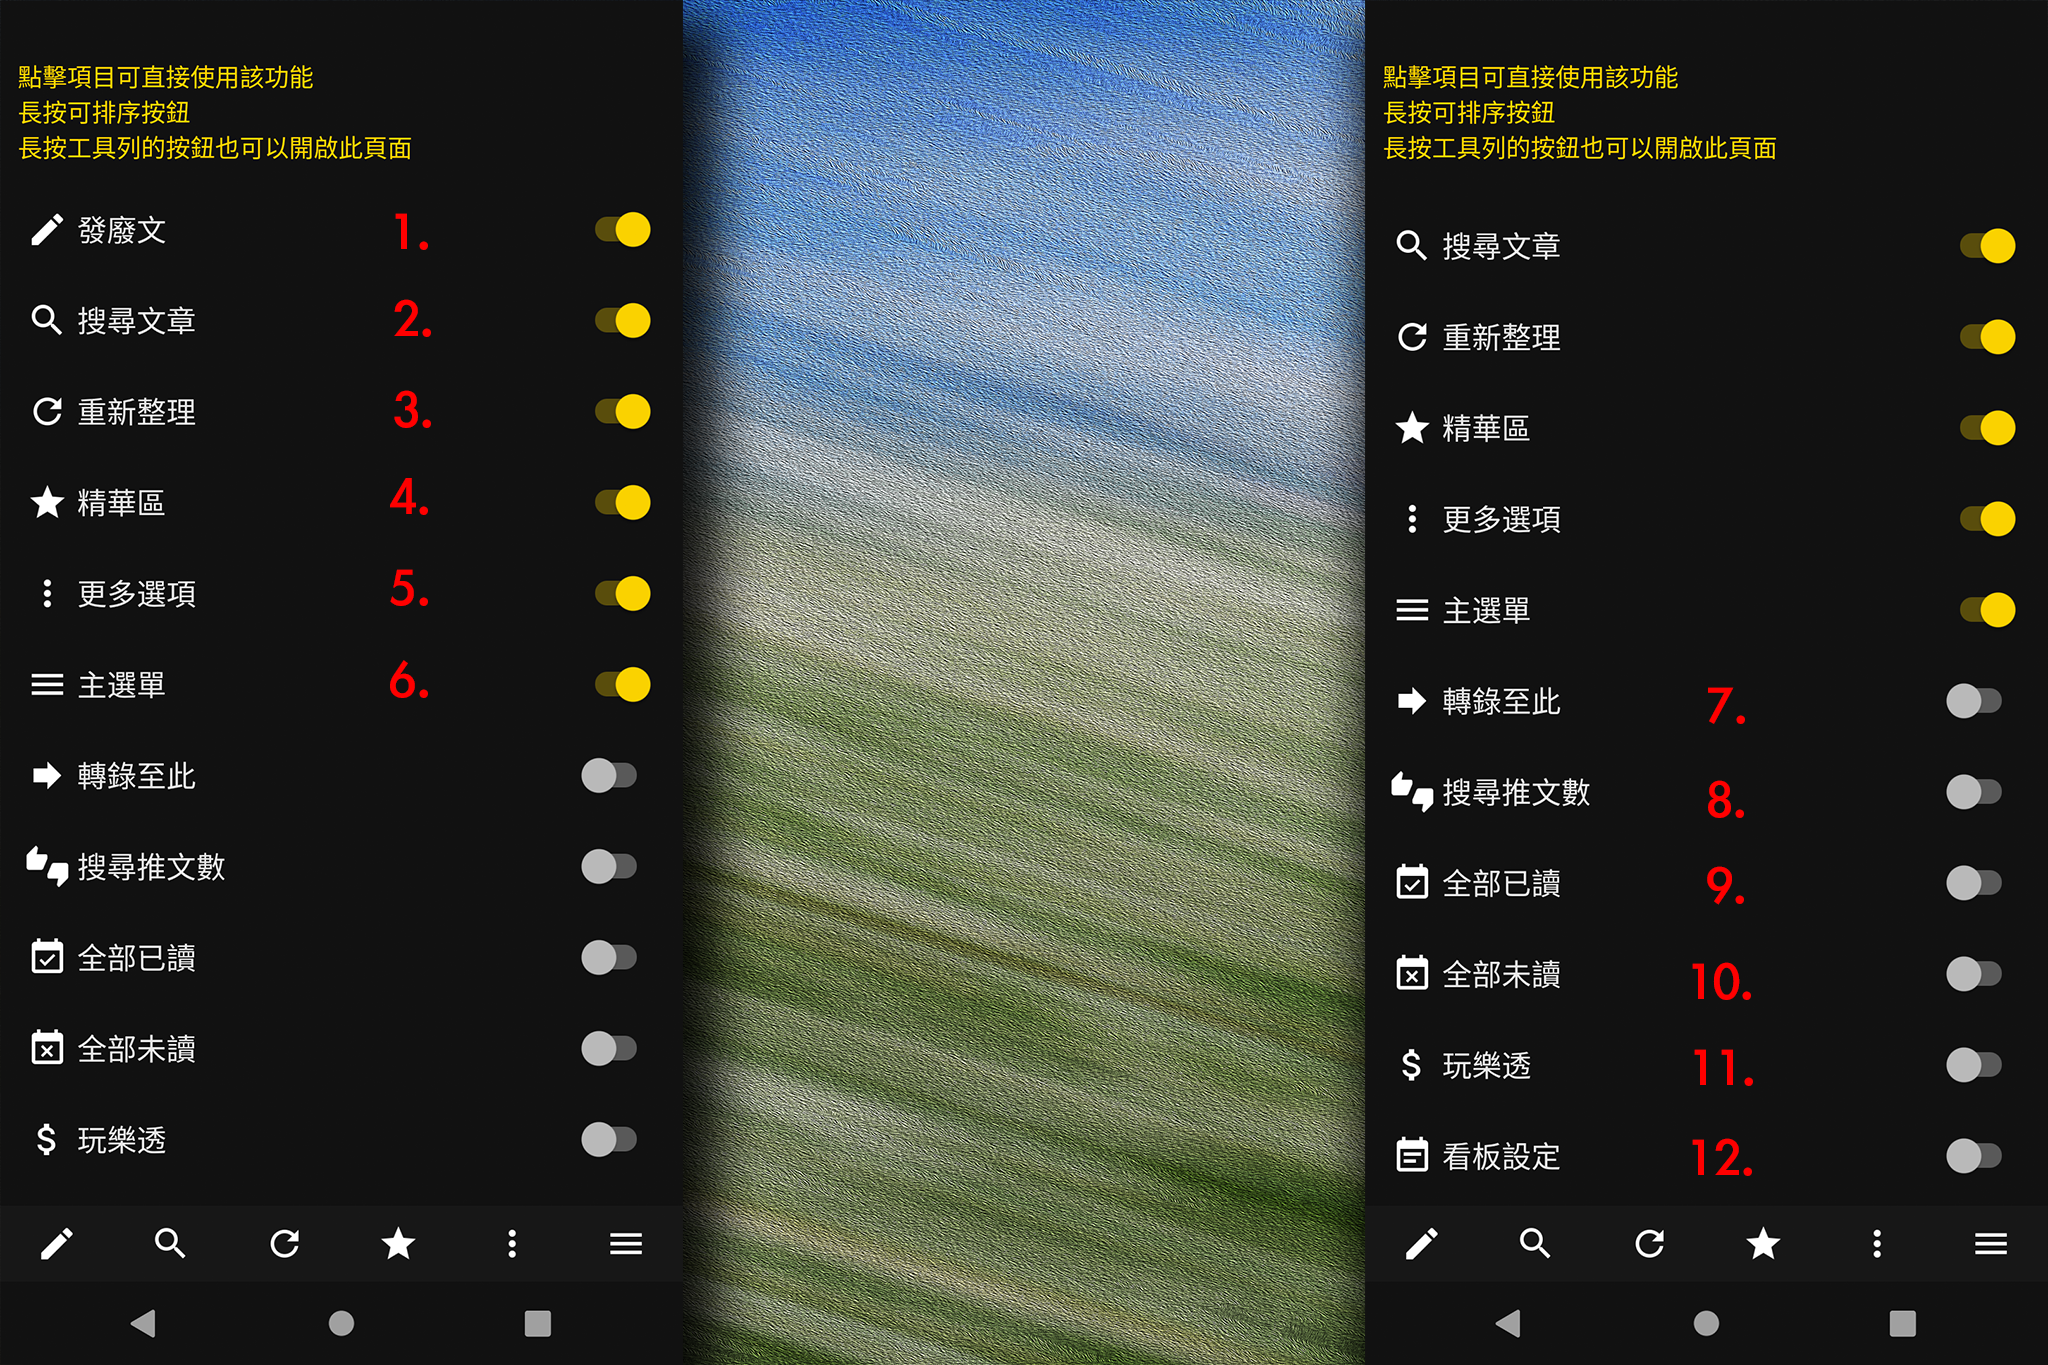 點擊項目可直接使用該功能
長按可排序按鈕
長按工具列的按鈕也可以開啟此頁面
發廢文 1.
搜尋文章 2.
重新整理 3.
精華區 4.
更多選項 5.
主選單 6.
轉錄至此
搜尋推文數
全部已讀
全部未讀
玩樂透
點擊項目可直接使用該功能
長按可排序按鈕
長按工具列的按鈕也可以開啟此頁面
搜尋文章
重新整理
精華區
更多選項
主選單
轉錄至此 7.
搜尋推文數 8.
全部已讀 9.
全部未讀 10.
玩樂透 11.
看板設定 12.